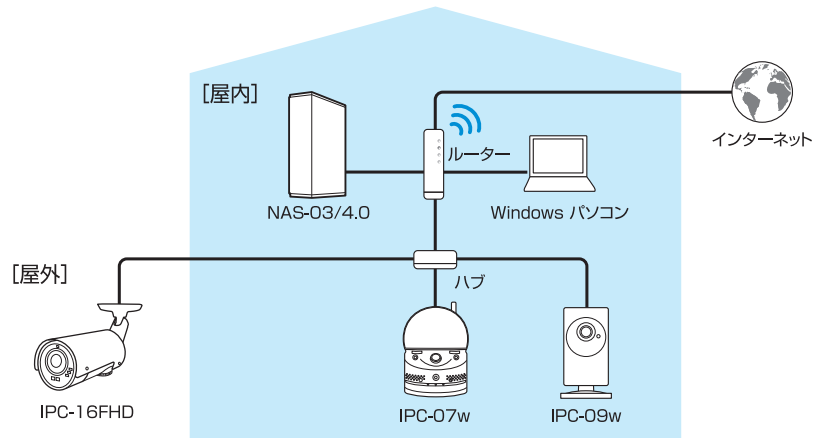 [屋内]
ルーター
インターネット
NAS-03/4.0
Windows パソコン
[屋外]
ハブ
IPC-16FHD
IPC-07w
IPC-09w